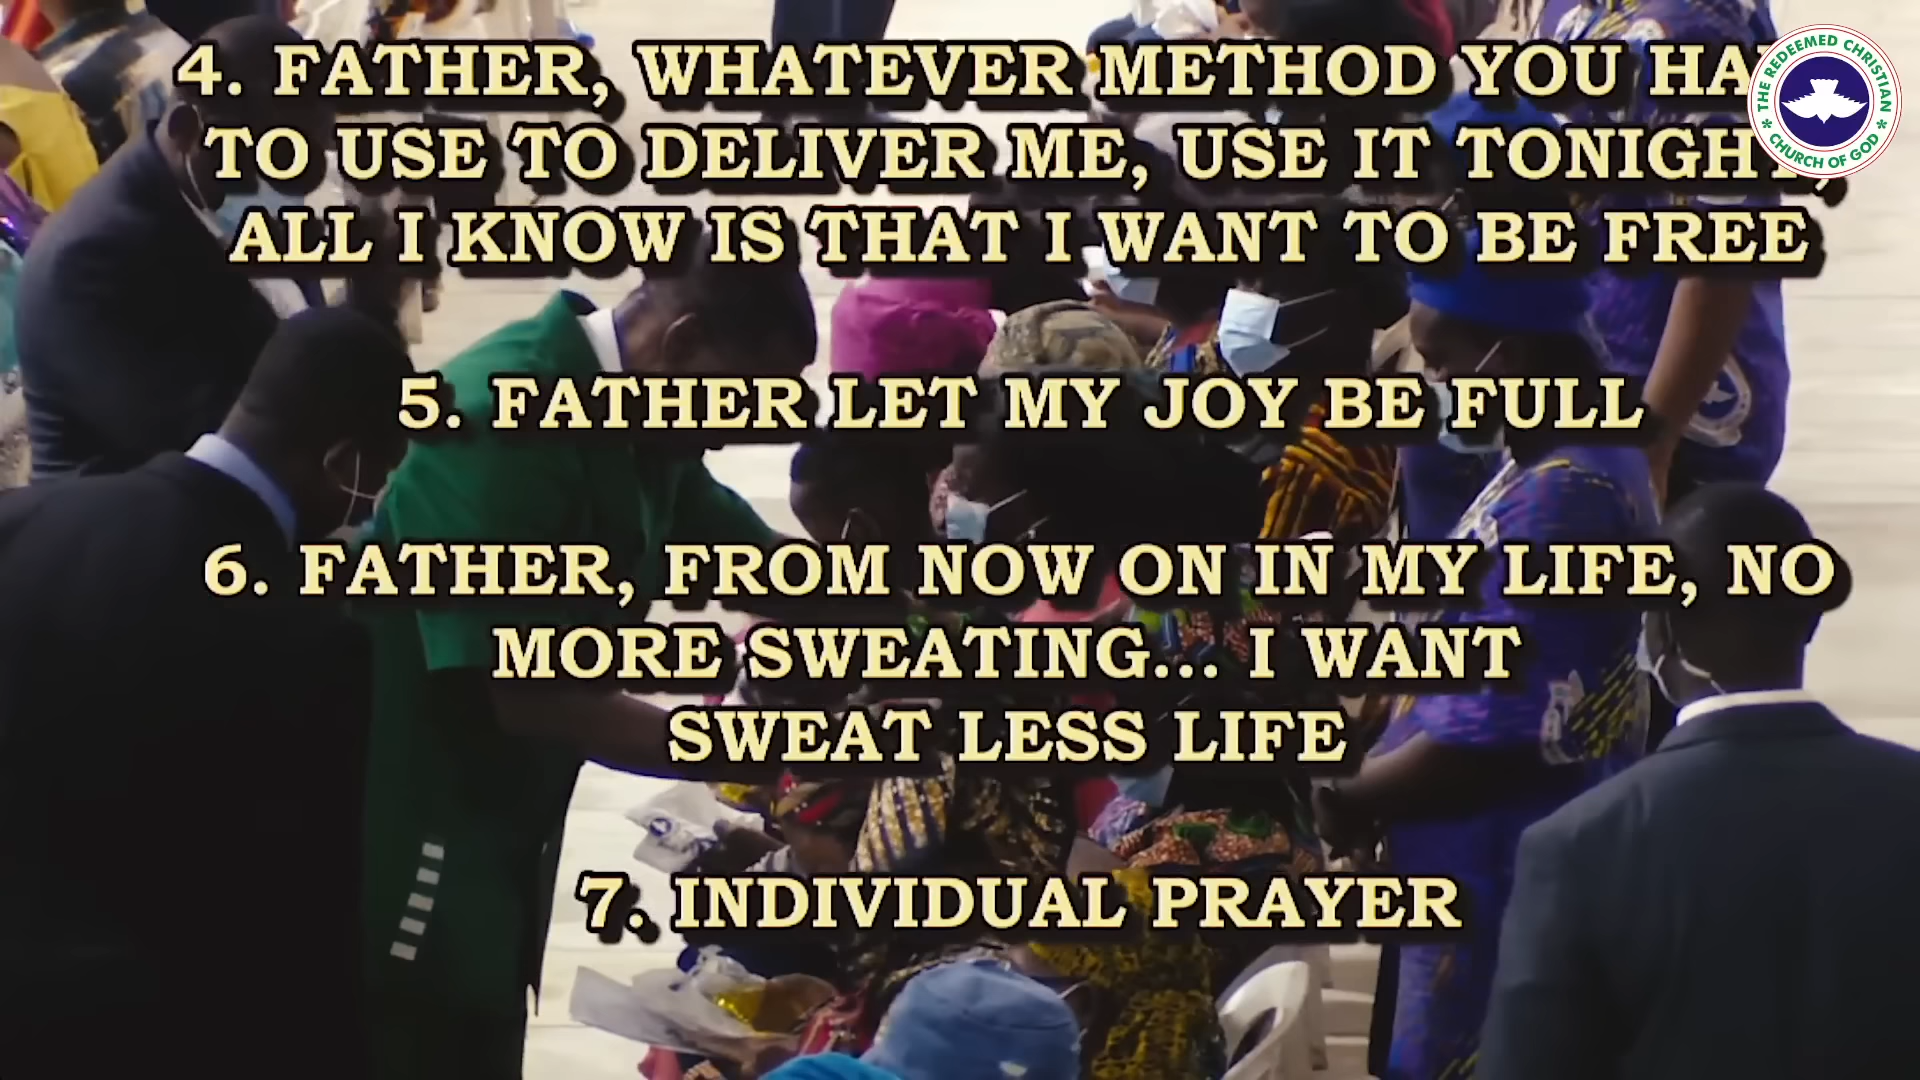 4. FATHER, WHATEVER METHOD YOU
TO USE TO DELIVER ME, USE IT TONIGHT,
ALL I KNOW IS THAT I WANT TO BE FREE
5. FATHER LET MY JOY BE FULL
6. FATHER, FROM NOW ON IN MY LIFE, NO
MORE SWEATING... I WANT
SWEAT LESS LIFE
7. INDIVIDUAL PRAYER
THE REDEEMED CHRISTIAN
* CHURCH OF GOD *